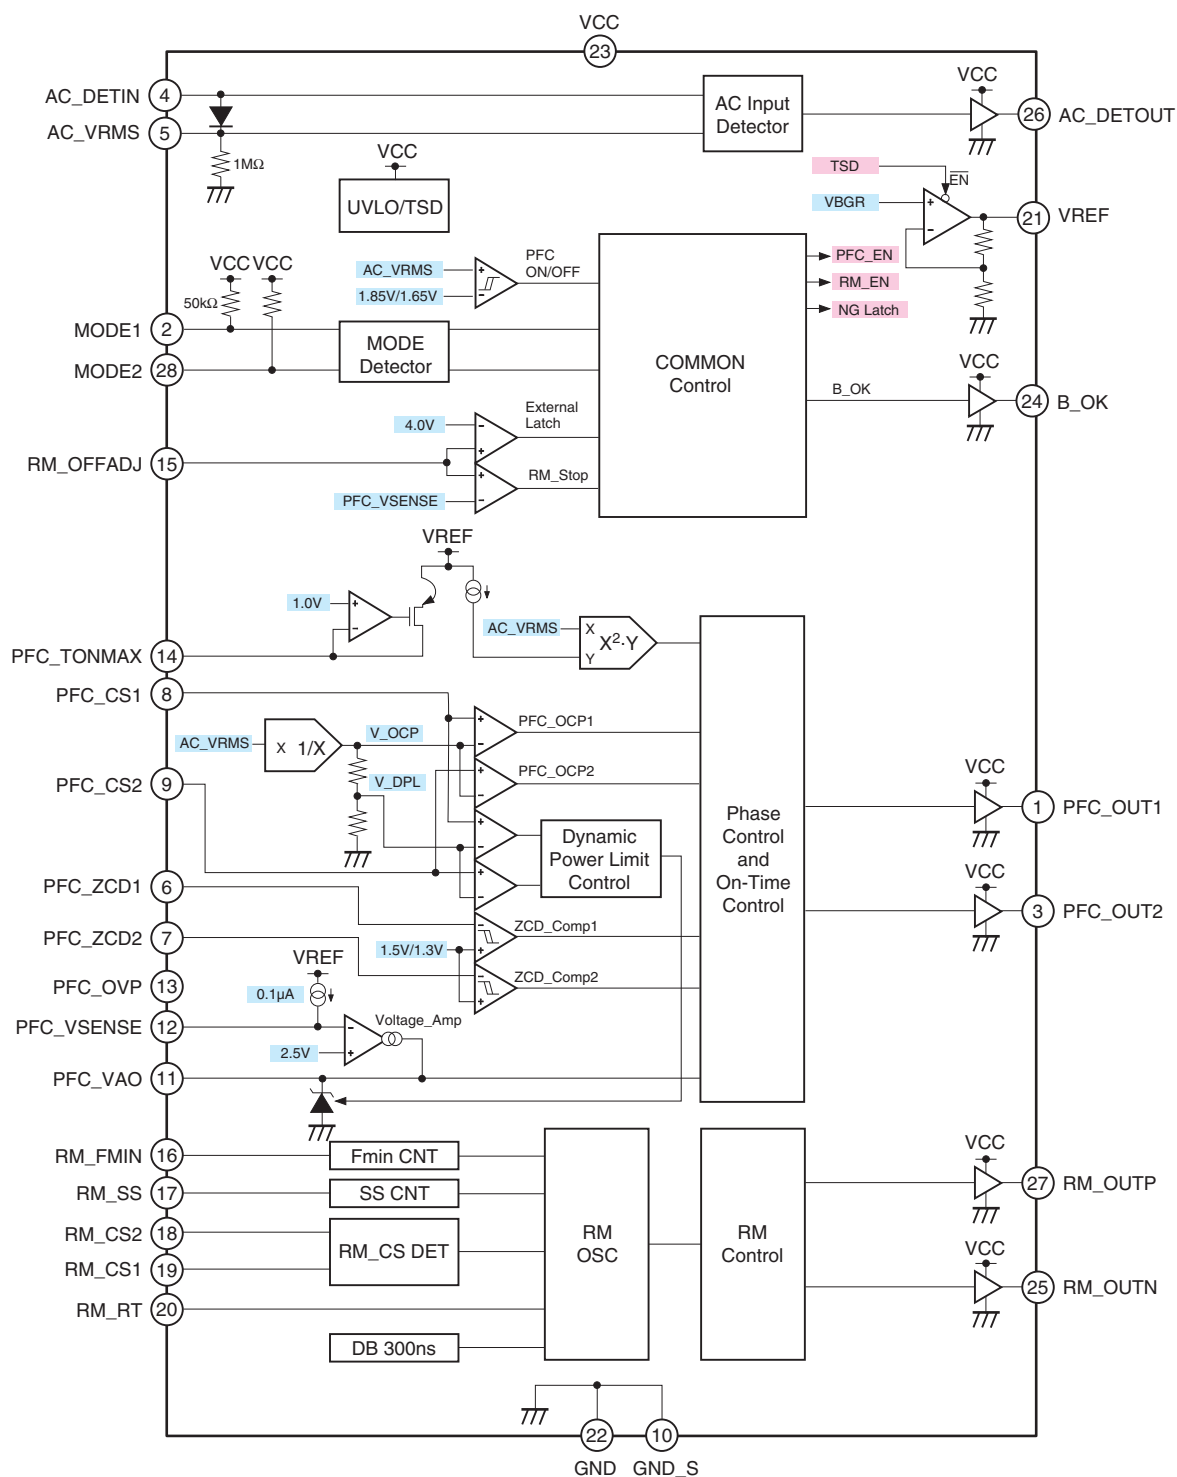 VCC
23
AC_DETIN 4
AC_VRMS 5
1MΩ
AC Input
Detector
VCC
26 AC_DETOUT
VCC
UVLO/TSD
TSD
EN
VBGR
+
-
21 VREF
VCC VCC
50kΩ
AC_VRMS
1.85V/1.65V
+
-
PFC
ON/OFF
MODE1 2
MODE2 28
MODE
Detector
COMMON
Control
PFC_EN
RM_EN
NG Latch
B_OK
VCC
24 B_OK
4.0V
-
+
External
Latch
RM_OFFADJ 15
+
-
RM_Stop
PFC_VSENSE
VREF
1.0V
+
-
PFC_TONMAX 14
AC_VRMS
X
Y
X²·Y
PFC_CS1 8
AC_VRMS
X 1/X
V_OCP
V_DPL
+
-
PFC_OCP1
PFC_CS2 9
+
-
PFC_OCP2
+
-
+
-
Dynamic
Power Limit
Control
Phase
Control
and
On-Time
Control
VCC
1 PFC_OUT1
VCC
3 PFC_OUT2
PFC_ZCD1 6
PFC_ZCD2 7
1.5V/1.3V
-
+
ZCD_Comp1
-
+
ZCD_Comp2
PFC_OVP 13
VREF
0.1µA
PFC_VSENSE 12
2.5V
-
+
Voltage_Amp
PFC_VAO 11
RM_FMIN 16
Fmin CNT
RM_SS 17
SS CNT
RM_CS2 18
RM_CS1 19
RM_CS DET
RM_RT 20
DB 300ns
RM
OSC
RM
Control
VCC
27 RM_OUTP
VCC
25 RM_OUTN
22 10
GND GND_S